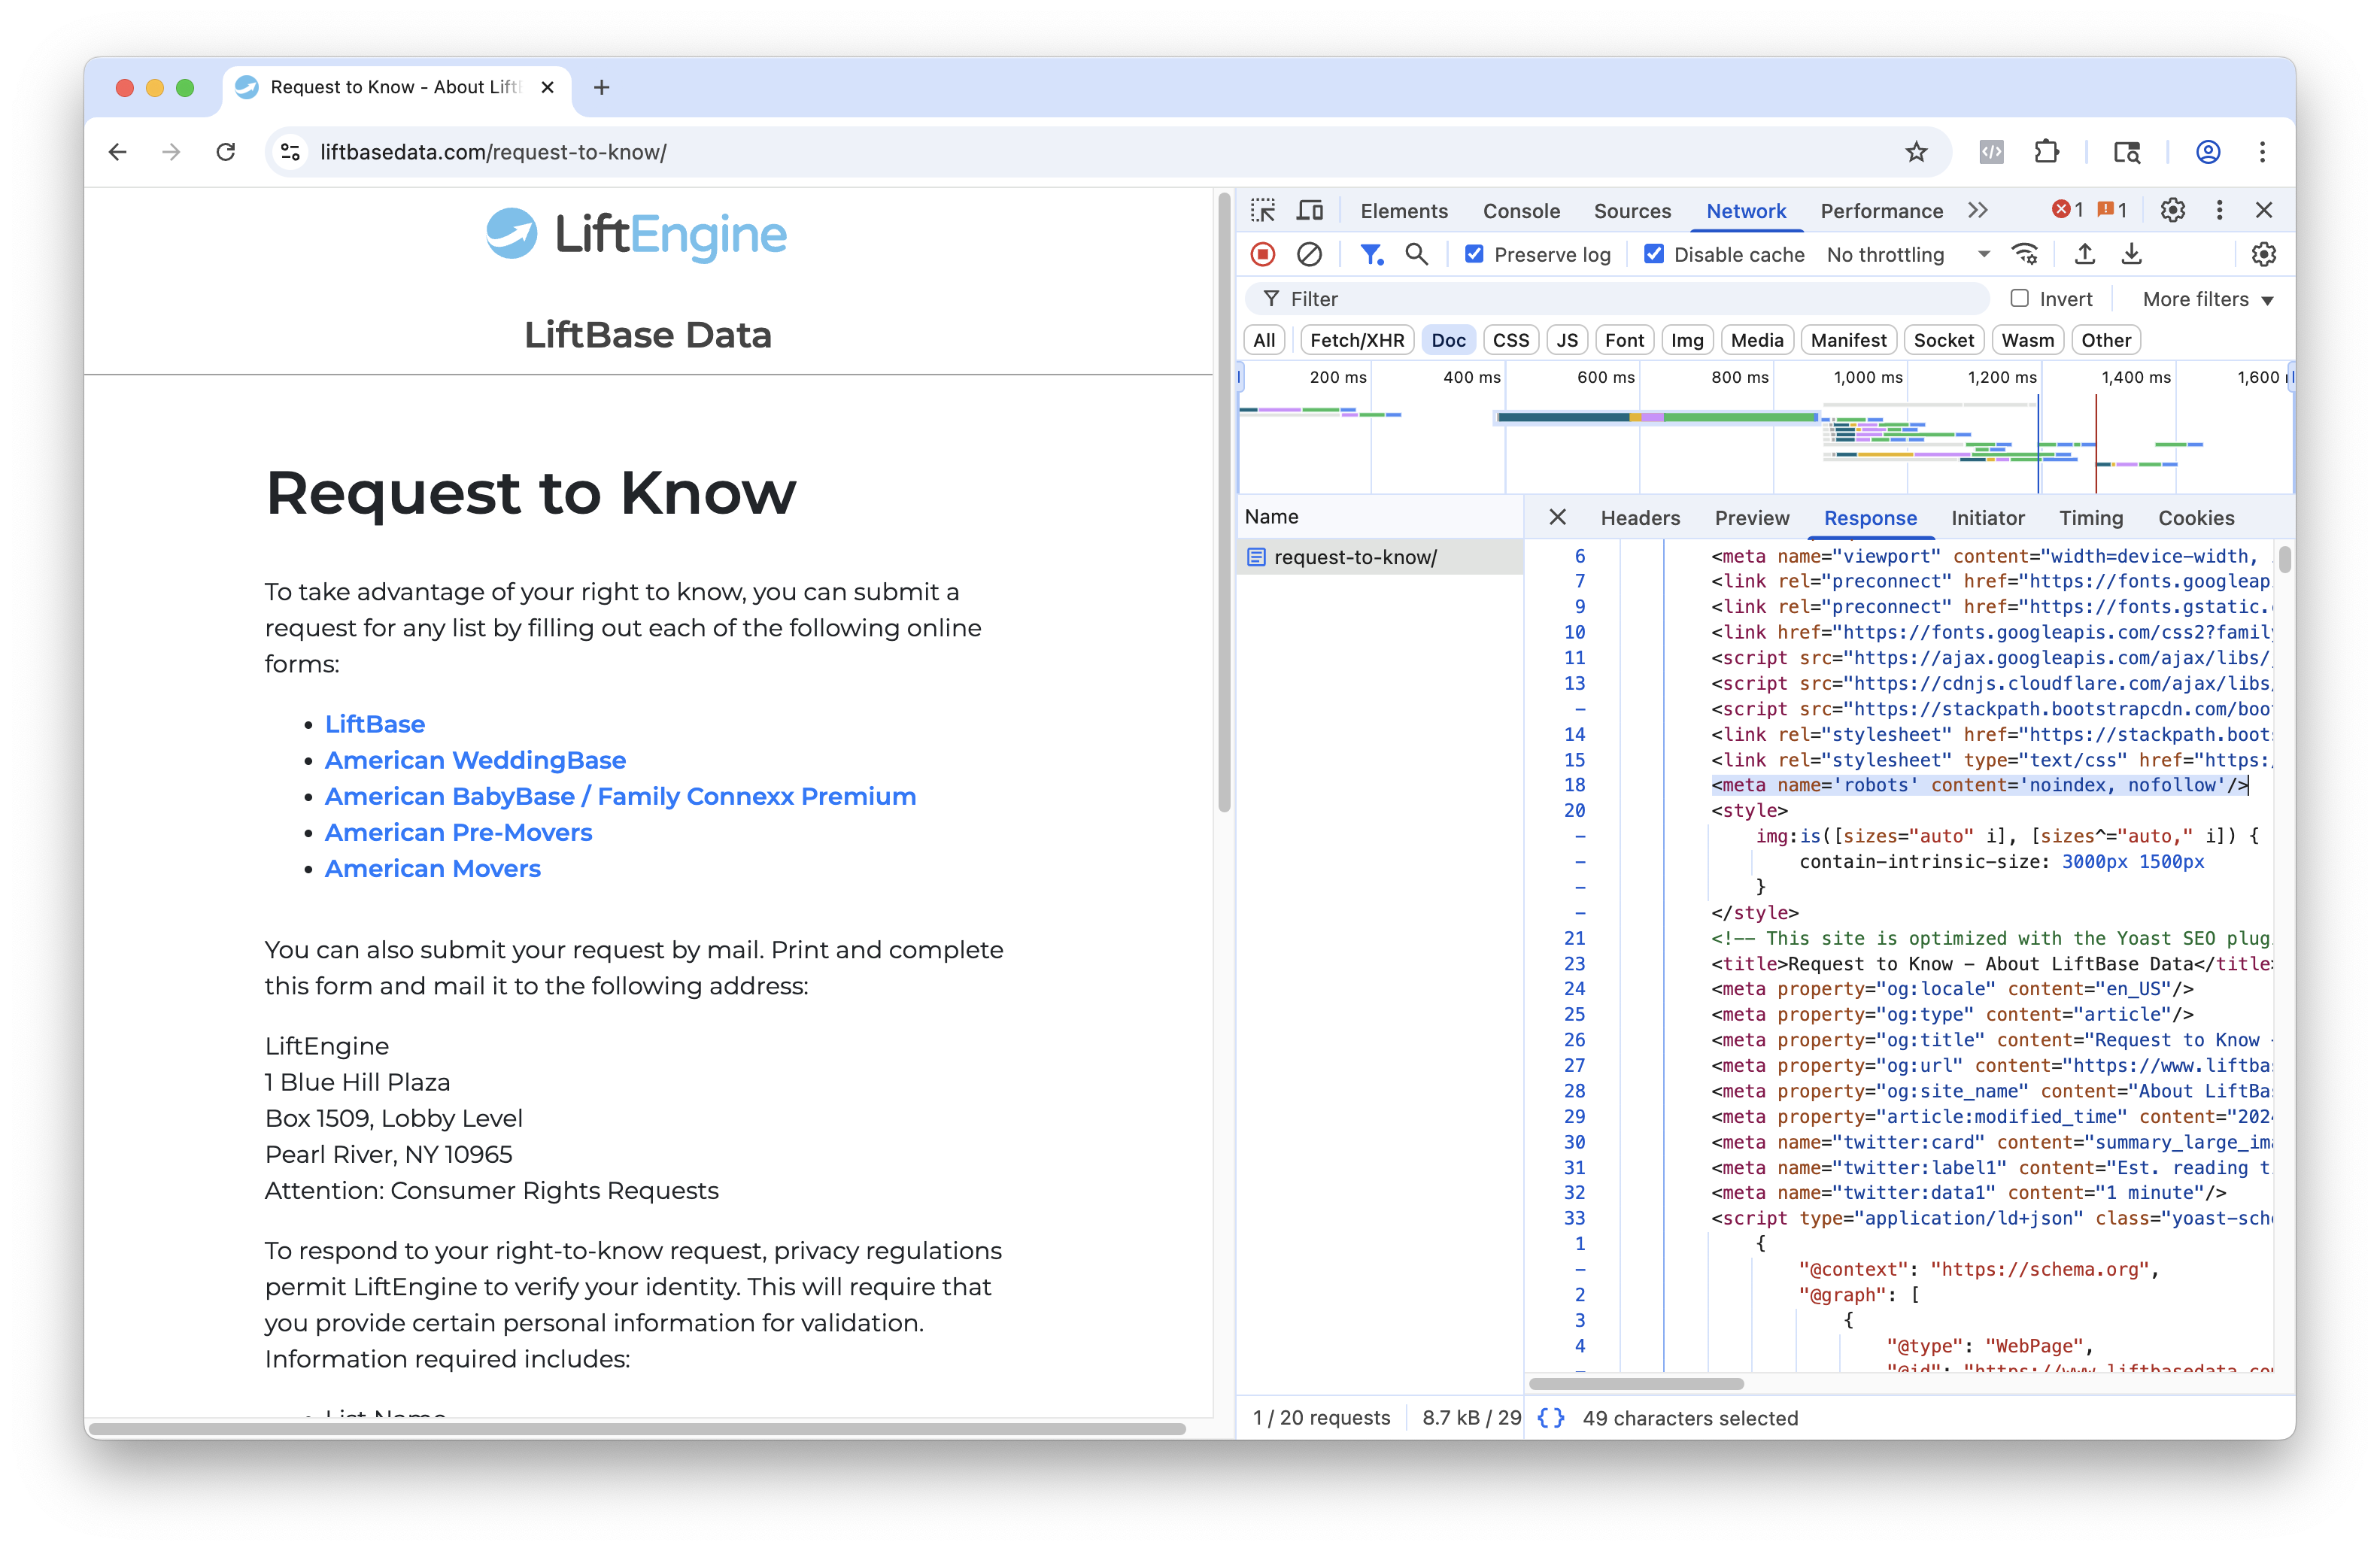 Request to Know - About Lift
liftbasedata.com/request-to-know/
LiftEngine
LiftBase Data
Request to Know
To take advantage of your right to know, you can submit a
request for any list by filling out each of the following online
forms:
• LiftBase
• American WeddingBase
• American BabyBase / Family Connexx Premium
• American Pre-Movers
• American Movers
You can also submit your request by mail. Print and complete
this form and mail it to the following address:
LiftEngine
1 Blue Hill Plaza
Box 1509, Lobby Level
Pearl River, NY 10965
Attention: Consumer Rights Requests
To respond to your right-to-know request, privacy regulations
permit LiftEngine to verify your identity. This will require that
you provide certain personal information for validation.
Information required includes:
• List Name
Elements Console Sources Network Performance 1 1
Preserve log Disable cache No throttling
Filter Invert More filters
All Fetch/XHR Doc CSS JS Font Img Media Manifest Socket Wasm Other
200 ms 400 ms 600 ms 800 ms 1,000 ms 1,200 ms 1,400 ms 1,600
Name
request-to-know/
Headers Preview Response Initiator Timing Cookies
6 <meta name="viewport" content="width=device-width,
7 <link rel="preconnect" href="https://fonts.googleap
9 <link rel="preconnect" href="https://fonts.gstatic.
10 <link href="https://fonts.googleapis.com/css2?family
11 <script src="https://ajax.googleapis.com/ajax/libs/
13 <script src="https://cdnjs.cloudflare.com/ajax/libs
- <script src="https://stackpath.bootstrapcdn.com/boo
14 <link rel="stylesheet" href="https://stackpath.boots
15 <link rel="stylesheet" type="text/css" href="https:
18 <meta name='robots' content='noindex, nofollow'/>
20 <style>
- img:is([sizes="auto" i], [sizes^="auto," i]) {
- contain-intrinsic-size: 3000px 1500px
- }
- </style>
21 <!-- This site is optimized with the Yoast SEO plug
23 <title>Request to Know - About LiftBase Data</title>
24 <meta property="og:locale" content="en_US"/>
25 <meta property="og:type" content="article"/>
26 <meta property="og:title" content="Request to Know -
27 <meta property="og:url" content="https://www.liftba
28 <meta property="og:site_name" content="About LiftBa
29 <meta property="article:modified_time" content="202
30 <meta name="twitter:card" content="summary_large_im
31 <meta name="twitter:label1" content="Est. reading t
32 <meta name="twitter:data1" content="1 minute"/>
33 <script type="application/ld+json" class="yoast-sch
1 {
- "@context": "https://schema.org",
2 "@graph": [
3 {
4 "@type": "WebPage",
- "@id": "https://www.liftbasedata.co
1 / 20 requests 8.7 kB / 29
{ } 49 characters selected